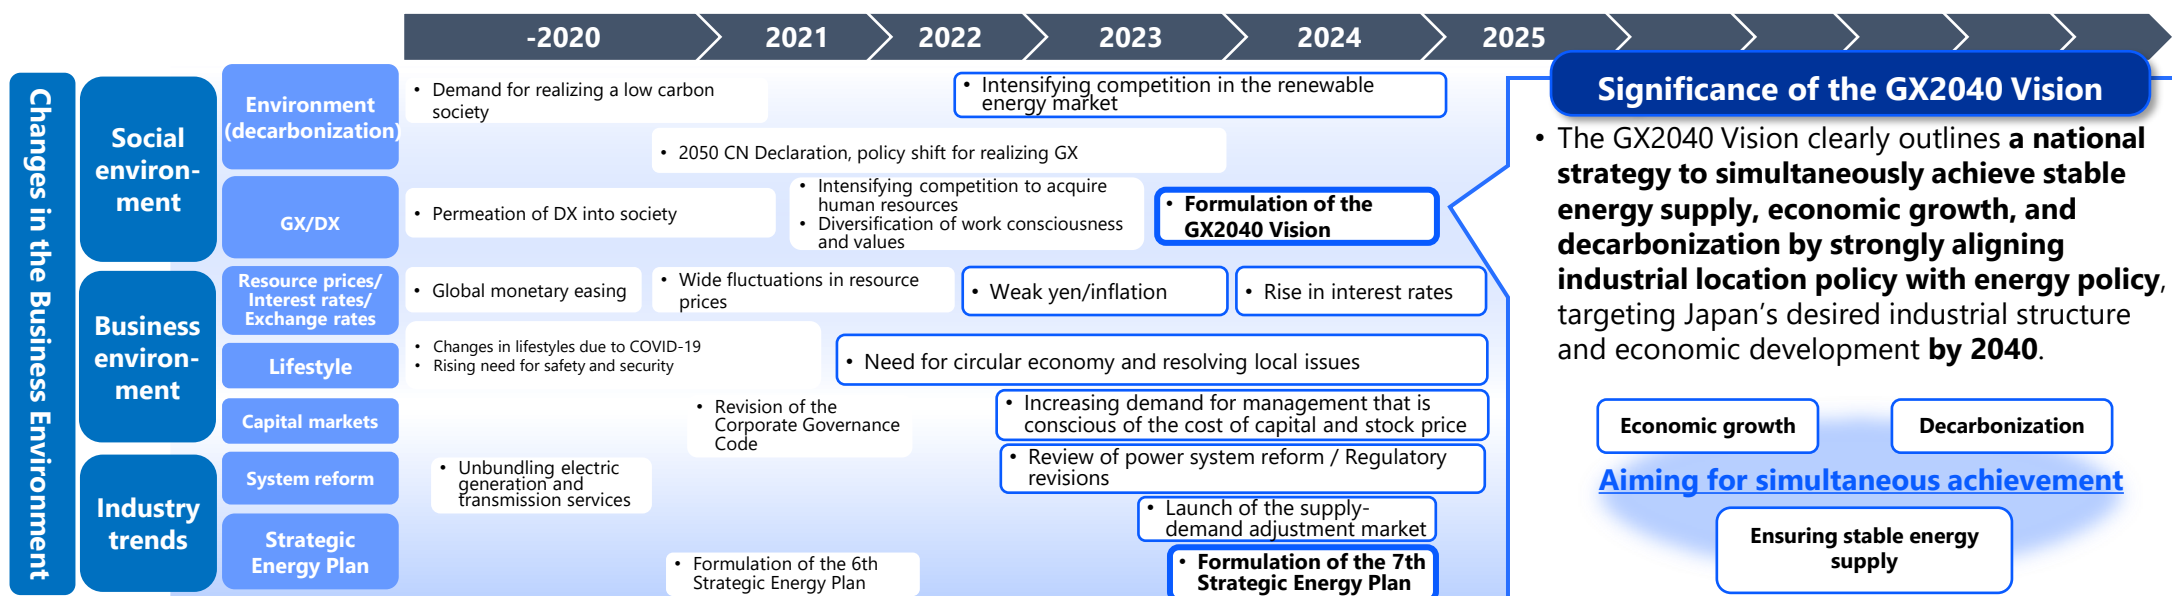 -2020
2021
2022
2023
2024
2025
Changes in the Business Environment
Social
environ-
ment
Environment
(decarbonization)
• Demand for realizing a low carbon
society
• Intensifying competition in the renewable
energy market
• 2050 CN Declaration, policy shift for realizing GX
GX/DX
• Permeation of DX into society
• Intensifying competition to acquire
human resources
• Diversification of work consciousness
and values
• Formulation of the
GX2040 Vision
Business
environ-
ment
Resource prices/
Interest rates/
Exchange rates
• Global monetary easing
• Wide fluctuations in resource
prices
• Weak yen/inflation
• Rise in interest rates
Lifestyle
• Changes in lifestyles due to COVID-19
• Rising need for safety and security
• Need for circular economy and resolving local issues
Capital markets
• Revision of the
Corporate Governance
Code
• Increasing demand for management that is
conscious of the cost of capital and stock price
Industry
trends
System reform
• Unbundling electric
generation and
transmission services
• Review of power system reform / Regulatory
revisions
• Launch of the supply-
demand adjustment market
Strategic
Energy Plan
• Formulation of the 6th
Strategic Energy Plan
• Formulation of the 7th
Strategic Energy Plan
Significance of the GX2040 Vision
• The GX2040 Vision clearly outlines a national
strategy to simultaneously achieve stable
energy supply, economic growth, and
decarbonization by strongly aligning
industrial location policy with energy policy,
targeting Japan's desired industrial structure
and economic development by 2040.
Economic growth
Decarbonization
Aiming for simultaneous achievement
Ensuring stable energy
supply